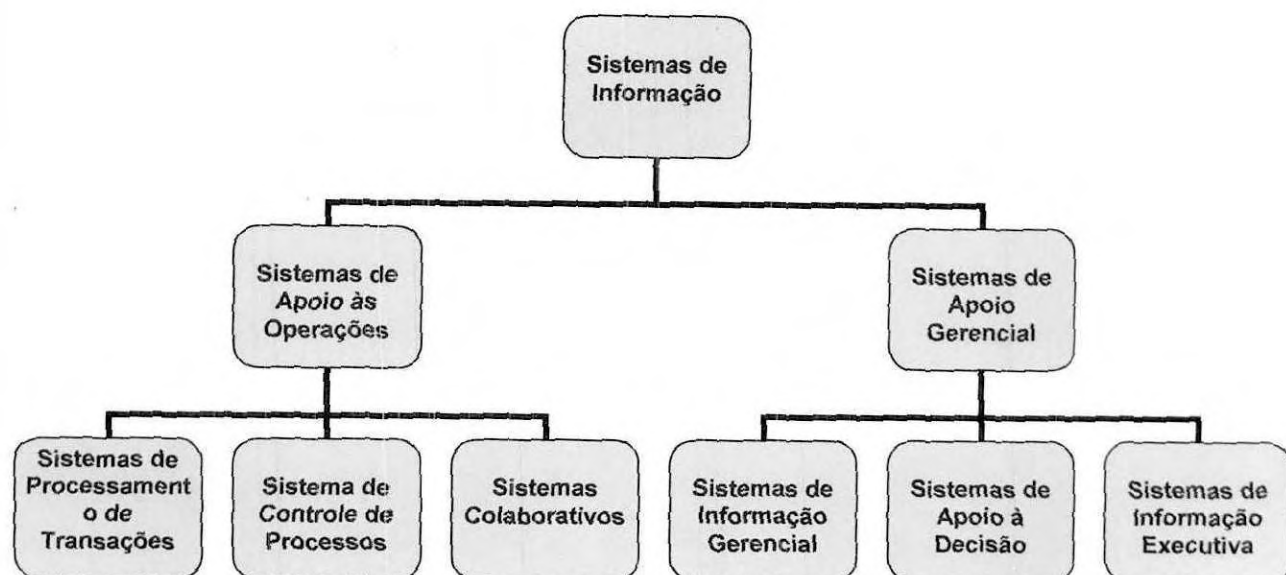 Sistemas de
Informação
Sistemas de
Apoio às
Operações
Sistemas de
Apoio
Gerencial
Sistemas de
Processament
o de
Transações
Sistema de
Controle de
Processos
Sistemas
Colaborativos
Sistemas de
Informação
Gerencial
Sistemas de
Apoio à
Decisão
Sistemas de
Informação
Executiva